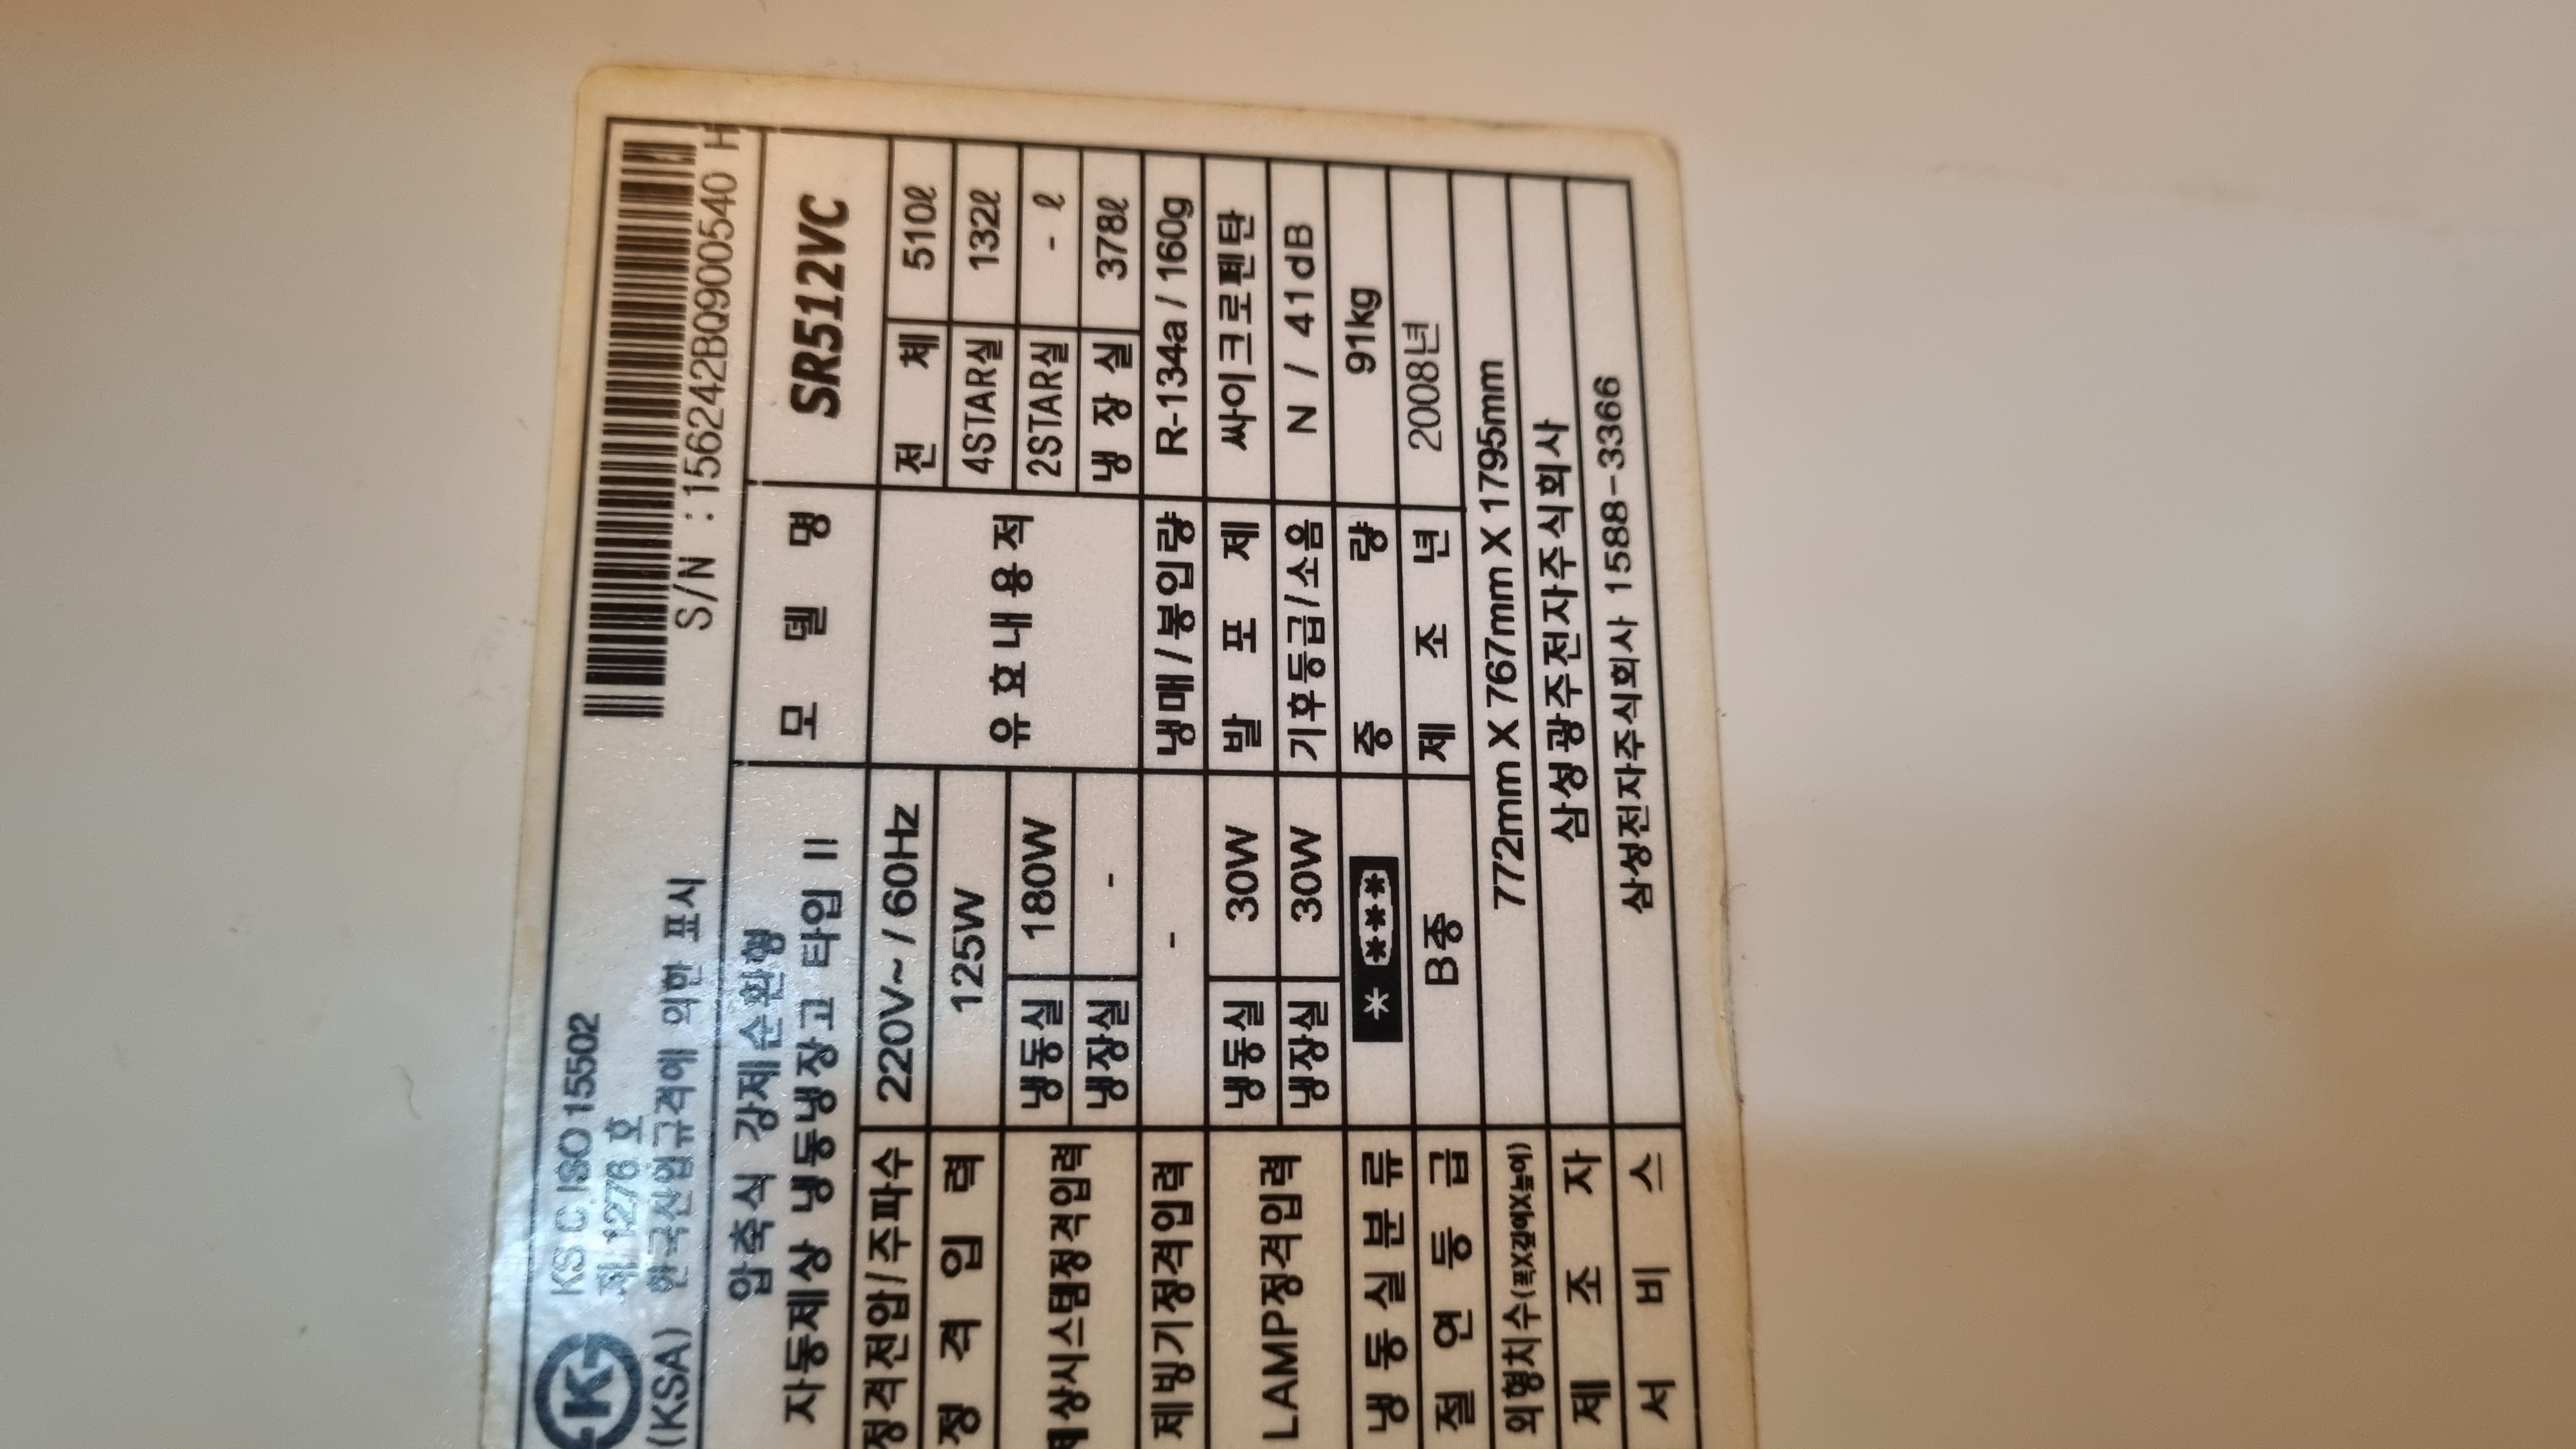 KS C ISO 15502
제 11276 호
(KSA) 한국산업규격에 의한 표시
S/N : 156242BQ900540 H
압축식 강제순환형
자동제상 냉동냉장고 타입 II
모 델 명 SR512VC
정격전압/주파수 220V~ / 60Hz
정 격 입 력 125W
제상시스템정격입력 냉동실 180W
냉장실 -
제빙기정격입력 -
LAMP정격입력 냉동실 30W
냉장실 30W
냉 동 실 분 류 * ***
절 연 등 급 B종
유효내용적 전 체 510ℓ
4STAR실 132ℓ
2STAR실 - ℓ
냉 장 실 378ℓ
냉매/봉입량 R-134a / 160g
발 포 제 싸이크로펜탄
기후등급/소음 N / 41dB
중 량 91kg
제 조 년 2008년
외형치수(폭X깊이X높이) 772mm X 767mm X 1795mm
제 조 자 삼성광주전자주식회사
서 비 스 삼성전자주식회사 1588-3366